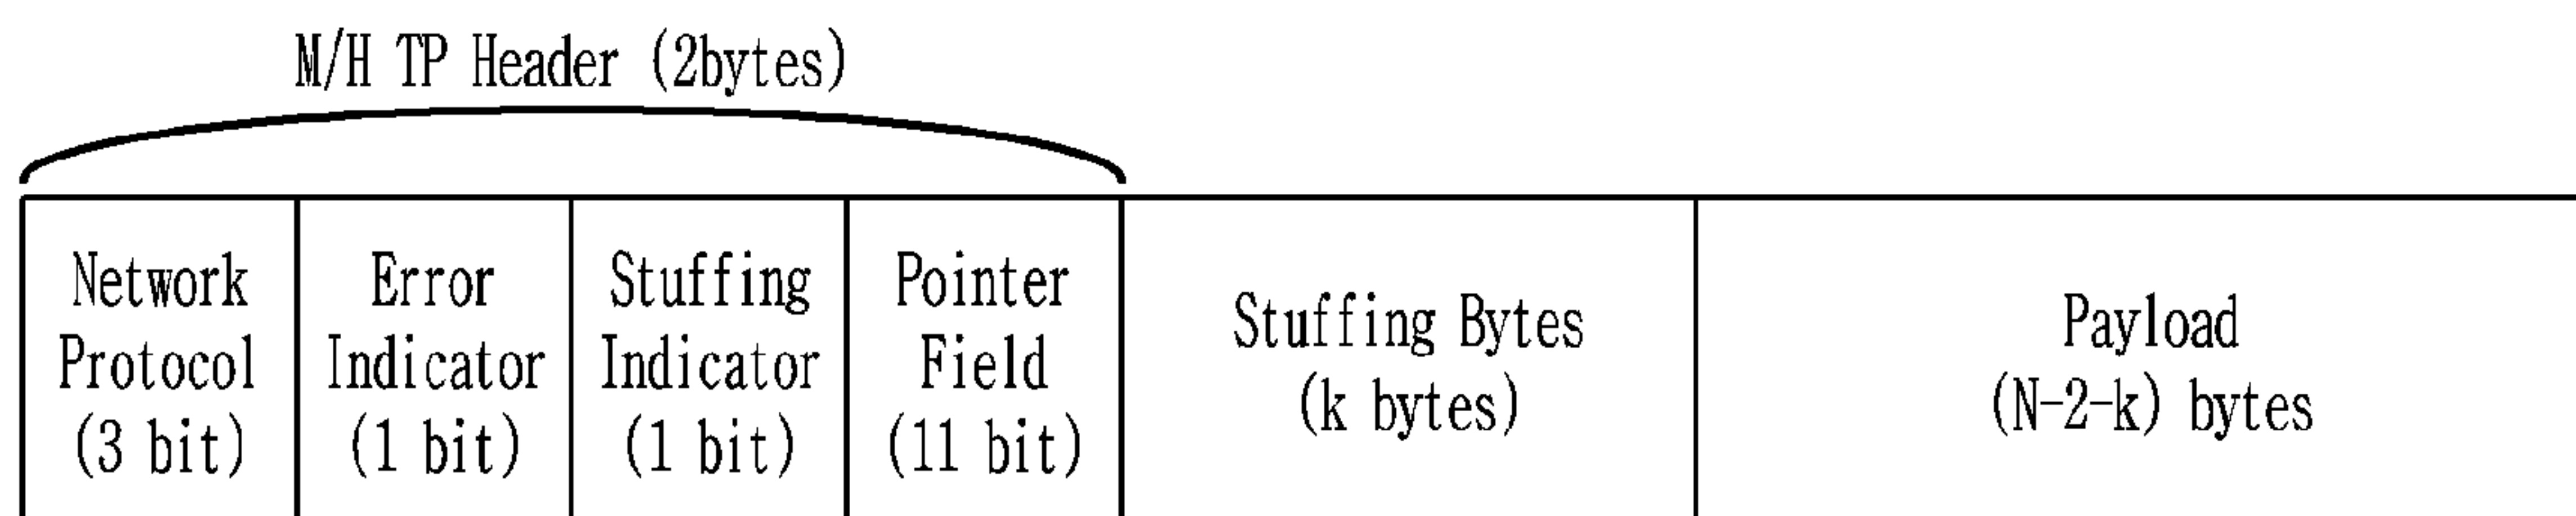 M/H TP Header (2bytes)
Network
Protocol
(3 bit)
Error
Indicator
(1 bit)
Stuffing
Indicator
(1 bit)
Pointer
Field
(11 bit)
Stuffing Bytes
(k bytes)
Payload
(N-2-k) bytes